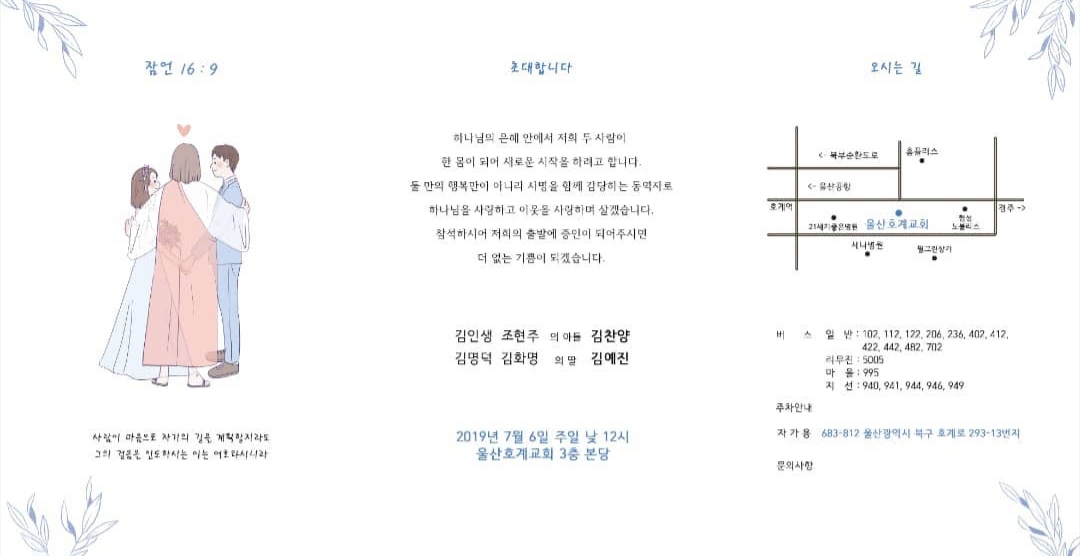 잠언 16 : 9
사람이 마음으로 자기의 길을 계획할지라도
그의 걸음을 인도하시는 이는 여호와시니라
초대합니다
하나님의 은혜 안에서 저희 두 사람이
한 몸이 되어 새로운 시작을 하려고 합니다.
둘 만의 행복만이 아니라 사명을 함께 감당하는 동역자로
하나님을 사랑하고 이웃을 사랑하며 살겠습니다.
참석하시어 저희의 출발에 증인이 되어주시면
더 없는 기쁨이 되겠습니다.
김인생 조현주 의 아들 김찬양
김명덕 김화명 의 딸 김예진
2019년 7월 6일 주일 낮 12시
울산호계교회 3층 본당
오시는 길
<- 북부순환도로
홈플러스
<- 울산공항
호계역
경주 ->
21세기좋은병원
울산호계교회
현성
노블리스
세나병원
필그린상가
버 스 일 반 : 102, 112, 122, 206, 236, 402, 412,
422, 442, 482, 702
리무진 : 5005
마 을 : 995
지 선 : 940, 941, 944, 946, 949
주차안내
자 가 용 683-812 울산광역시 북구 호계로 293-13번지
문의사항